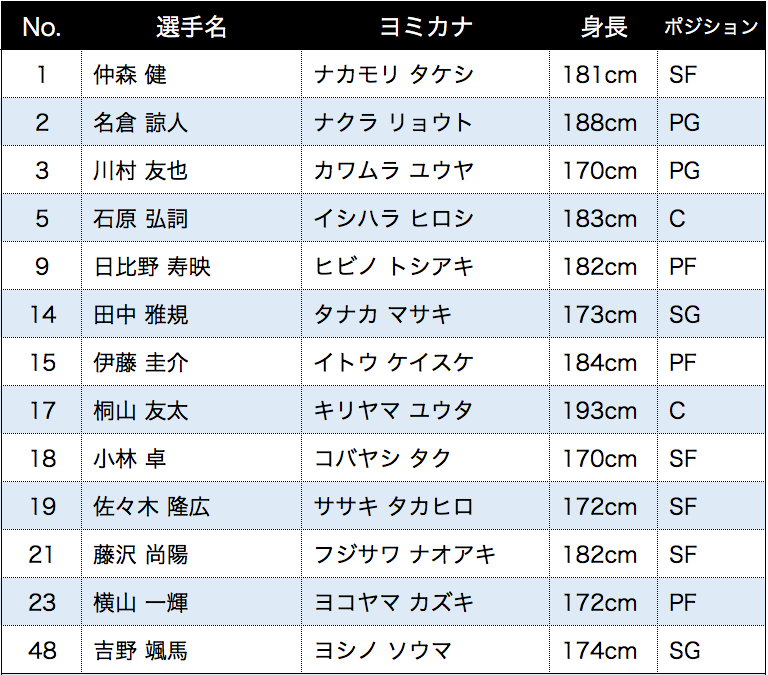 No. 選手名 ヨミカナ 身長 ポジション
1 仲森 健 ナカモリ タケシ 181cm SF
2 名倉 諒人 ナクラ リョウト 188cm PG
3 川村 友也 カワムラ ユウヤ 170cm PG
5 石原 弘詞 イシハラ ヒロシ 183cm C
9 日比野 寿映 ヒビノ トシアキ 182cm PF
14 田中 雅規 タナカ マサキ 173cm SG
15 伊藤 圭介 イトウ ケイスケ 184cm PF
17 桐山 友太 キリヤマ ユウタ 193cm C
18 小林 卓 コバヤシ タク 170cm SF
19 佐々木 隆広 ササキ タカヒロ 172cm SF
21 藤沢 尚陽 フジサワ ナオアキ 182cm SF
23 横山 一輝 ヨコヤマ カズキ 172cm PF
48 吉野 颯馬 ヨシノ ソウマ 174cm SG